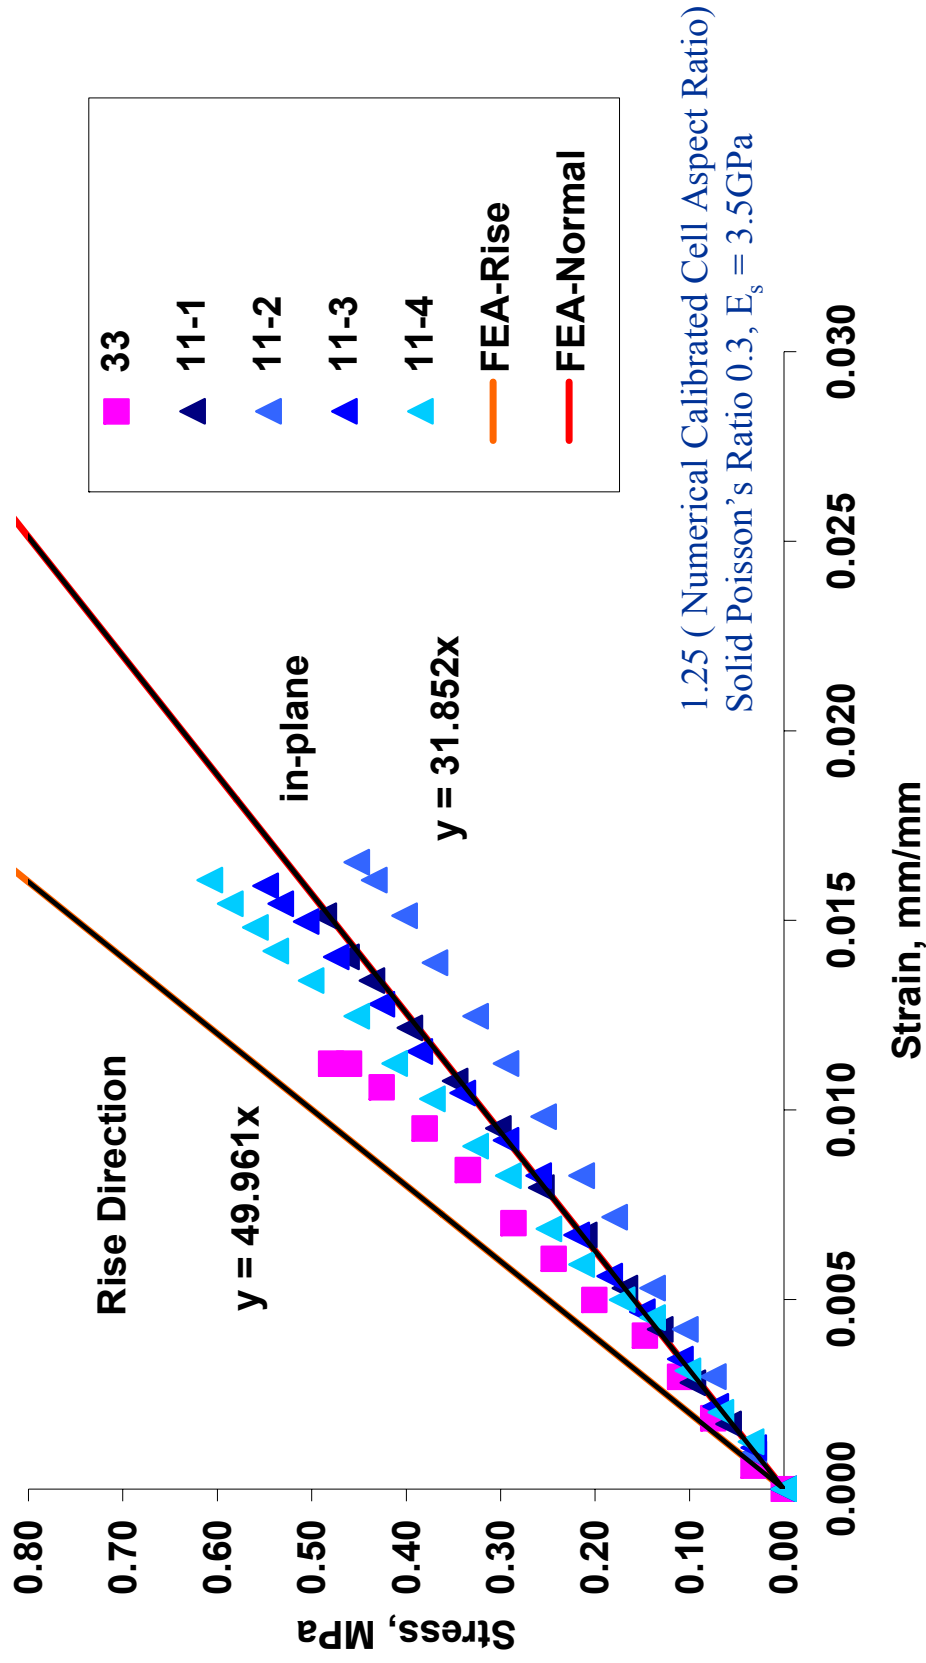 0.80
0.70
0.60
0.50
0.40
0.30
0.20
0.10
0.00
Stress, MPa
0.000
0.005
0.010
0.015
0.020
0.025
0.030
Strain, mm/mm
Rise Direction
y = 49.961x
in-plane
y = 31.852x
33
11-1
11-2
11-3
11-4
FEA-Rise
FEA-Normal
1.25 ( Numerical Calibrated Cell Aspect Ratio)
Solid Poisson’s Ratio 0.3, Es = 3.5GPa